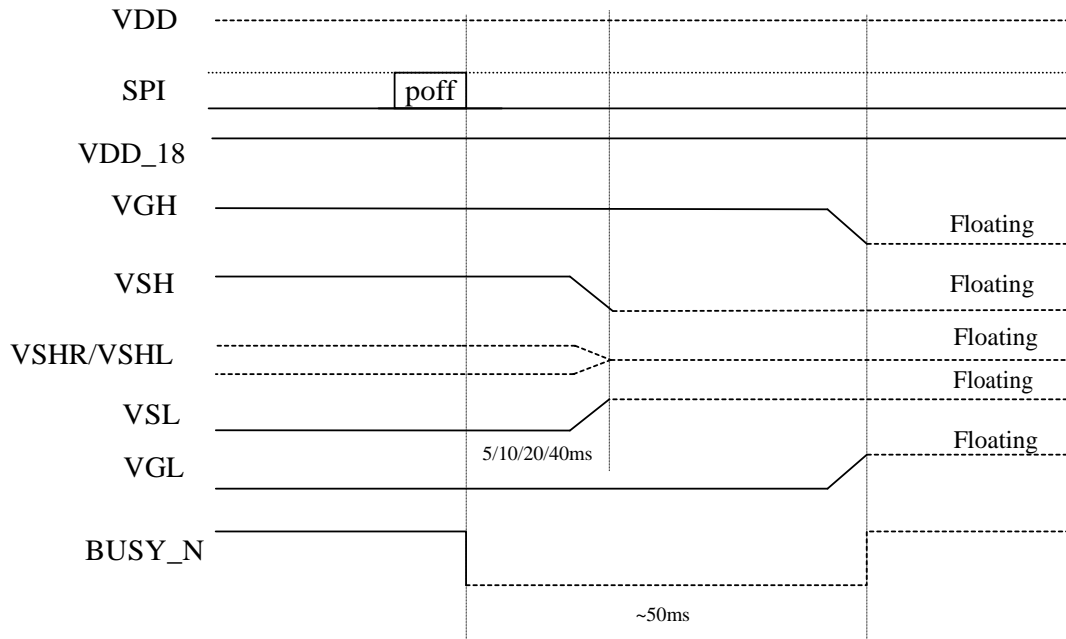 VDD
SPI
poff
VDD_18
VGH
Floating
VSH
Floating
VSHR/VSHL
Floating
Floating
VSL
5/10/20/40ms
Floating
VGL
BUSY_N
~50ms